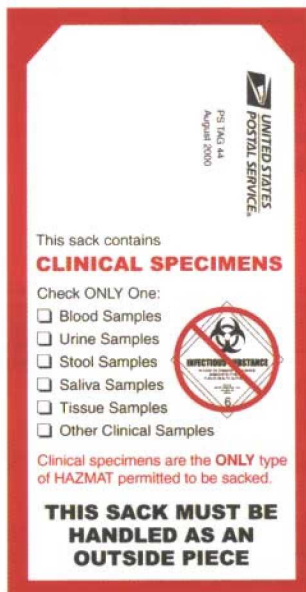 UNITED STATES
POSTAL SERVICE®
PS TAG 44
August 2000
This sack contains
CLINICAL SPECIMENS
Check ONLY One:
Blood Samples
Urine Samples
Stool Samples
Saliva Samples
Tissue Samples
Other Clinical Samples
INFECTIOUS SUBSTANCE
6
Clinical specimens are the ONLY type
of HAZMAT permitted to be sacked.
THIS SACK MUST BE
HANDLED AS AN
OUTSIDE PIECE